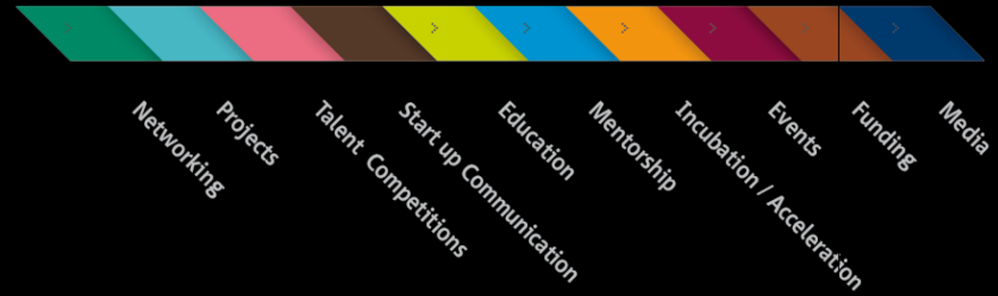 Networking
Projects
Talent Competitions
Start up Communication
Education
Mentorship
Incubation / Acceleration
Events
Funding
Media